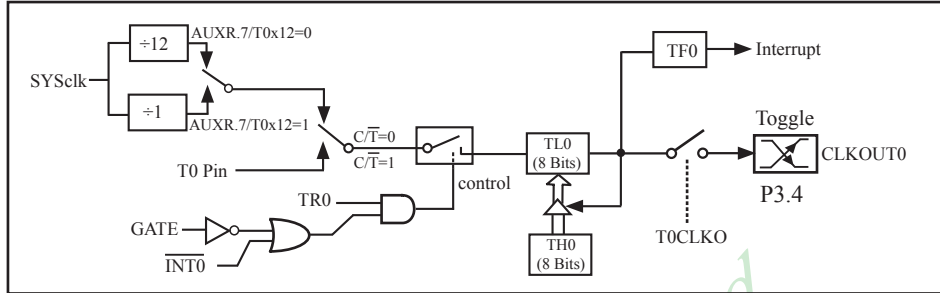 AUXR.7/T0x12=0
÷12
SYSclk
÷1
AUXR.7/T0x12=1
C/T̅=0
C/T̅=1
T0 Pin
TR0
control
GATE
I̅N̅T̅0̅
TL0
(8 Bits)
TH0
(8 Bits)
TF0
Interrupt
Toggle
CLKOUT0
P3.4
T0CLKO
d